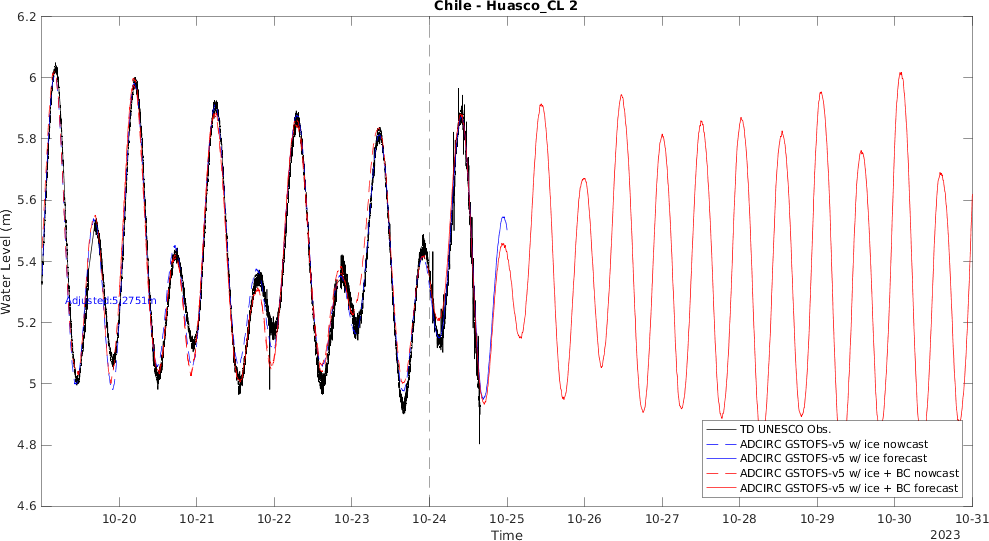 Chile - Huasco_CL 2
6.2
6
5.8
5.6
5.4
5.2
5
4.8
4.6
Water Level (m)
Adjusted:5.2751m
TD UNESCO Obs.
ADCIRC GSTOFS-v5 w/ ice nowcast
ADCIRC GSTOFS-v5 w/ ice forecast
ADCIRC GSTOFS-v5 w/ ice + BC nowcast
ADCIRC GSTOFS-v5 w/ ice + BC forecast
10-20 10-21 10-22 10-23 10-24 10-25 10-26 10-27 10-28 10-29 10-30 10-31
Time
2023